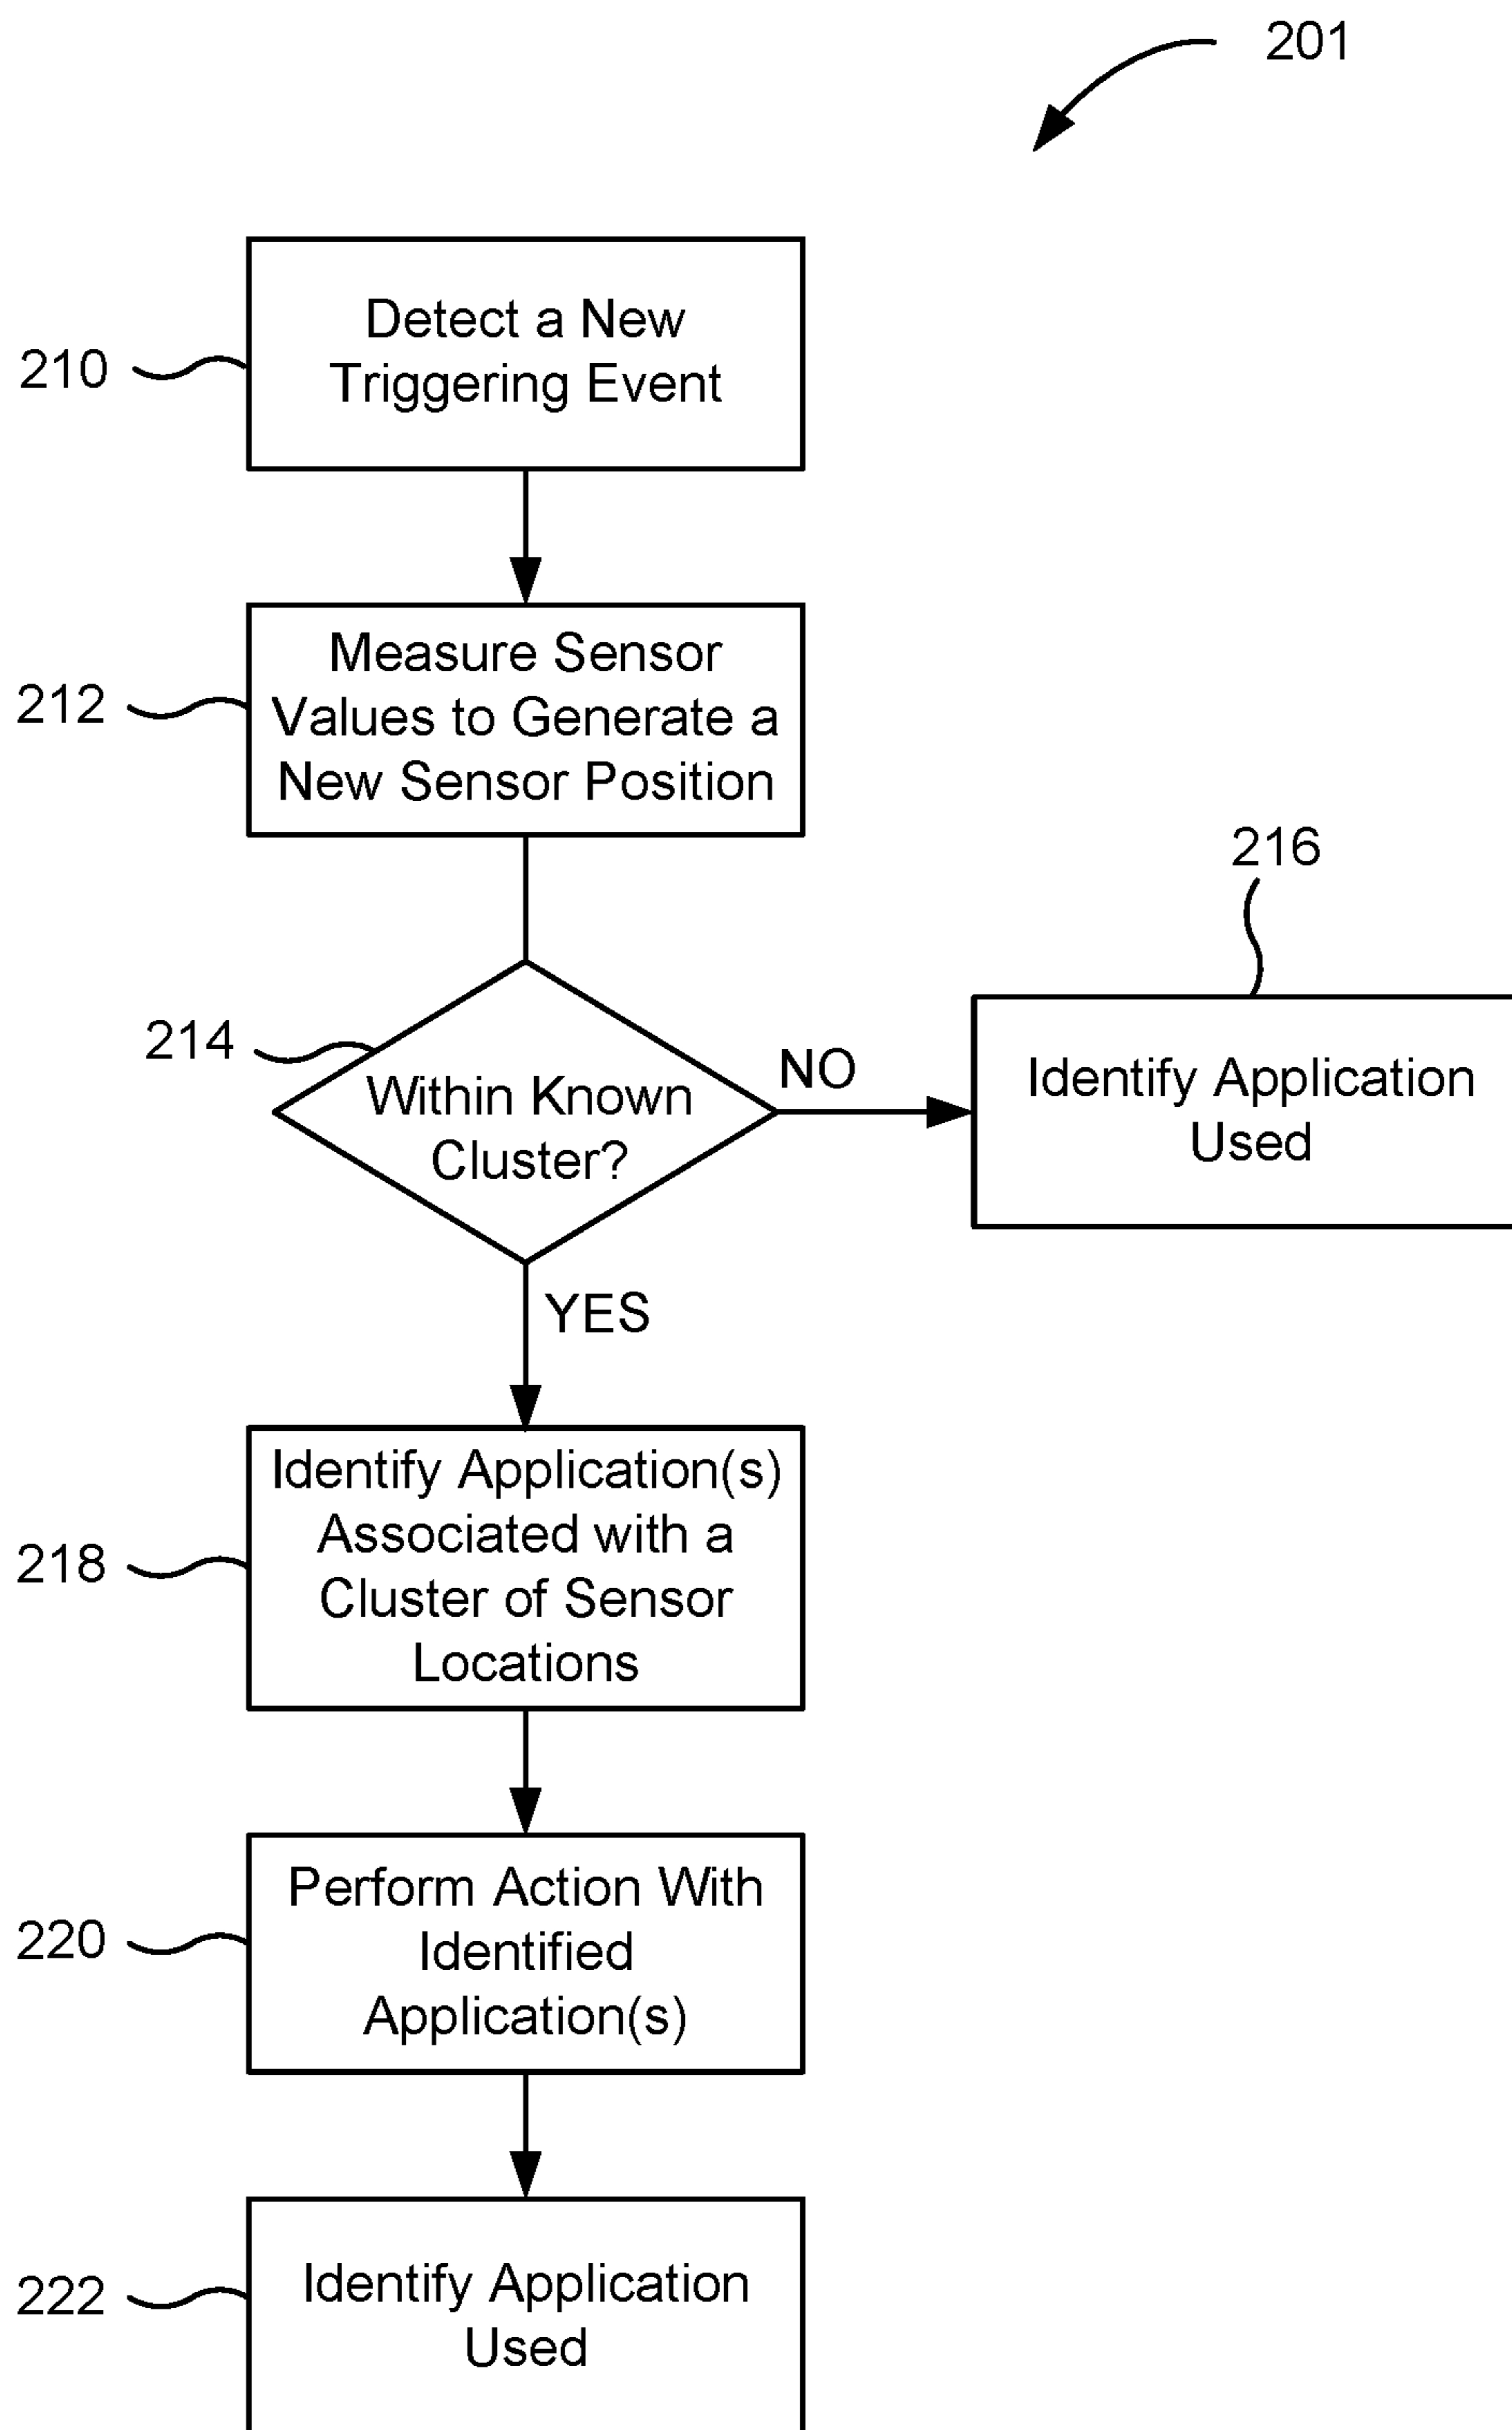 201
210
Detect a New
Triggering Event
212
Measure Sensor
Values to Generate a
New Sensor Position
216
214
Within Known
Cluster?
NO
Identify Application
Used
YES
218
Identify Application(s)
Associated with a
Cluster of Sensor
Locations
220
Perform Action With
Identified
Application(s)
222
Identify Application
Used